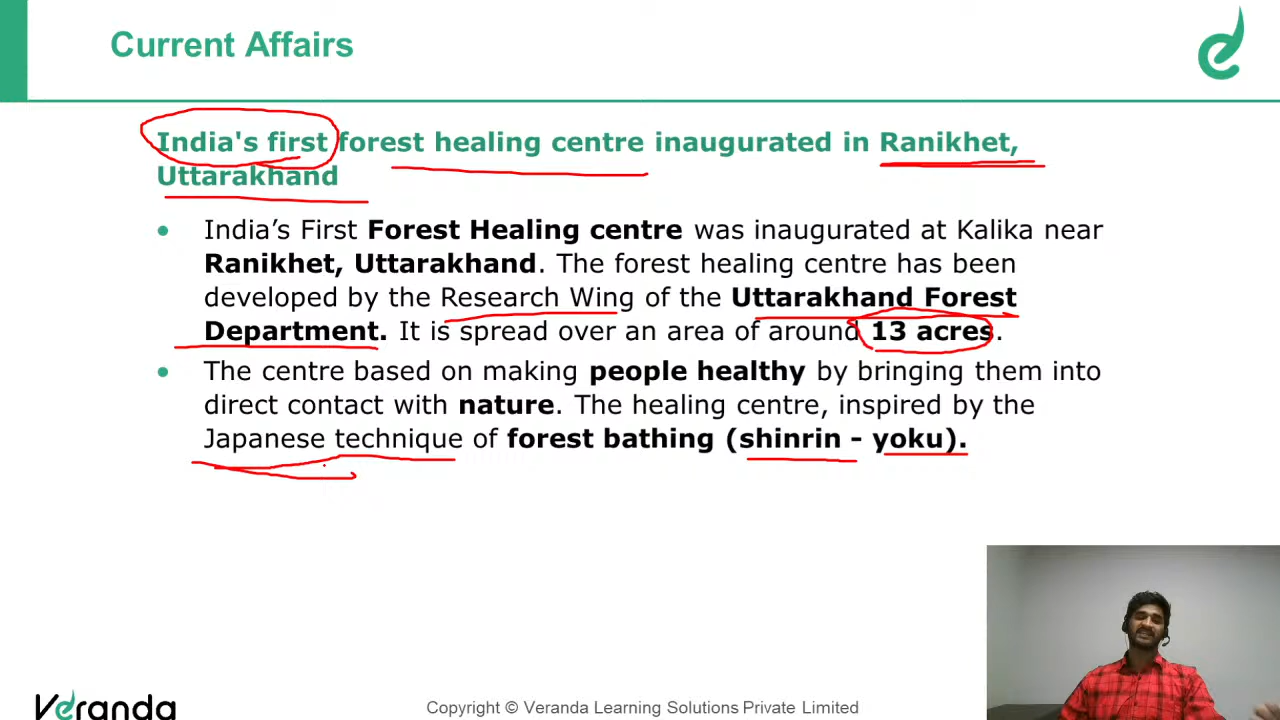 Current Affairs
India's first forest healing centre inaugurated in Ranikhet,
Uttarakhand
India’s First Forest Healing centre was inaugurated at Kalika near
Ranikhet, Uttarakhand. The forest healing centre has been
developed by the Research Wing of the Uttarakhand Forest
Department. It is spread over an area of around 13 acres.
The centre based on making people healthy by bringing them into
direct contact with nature. The healing centre, inspired by the
Japanese technique of forest bathing (shinrin - yoku).
Veranda
Copyright © Veranda Learning Solutions Private Limited